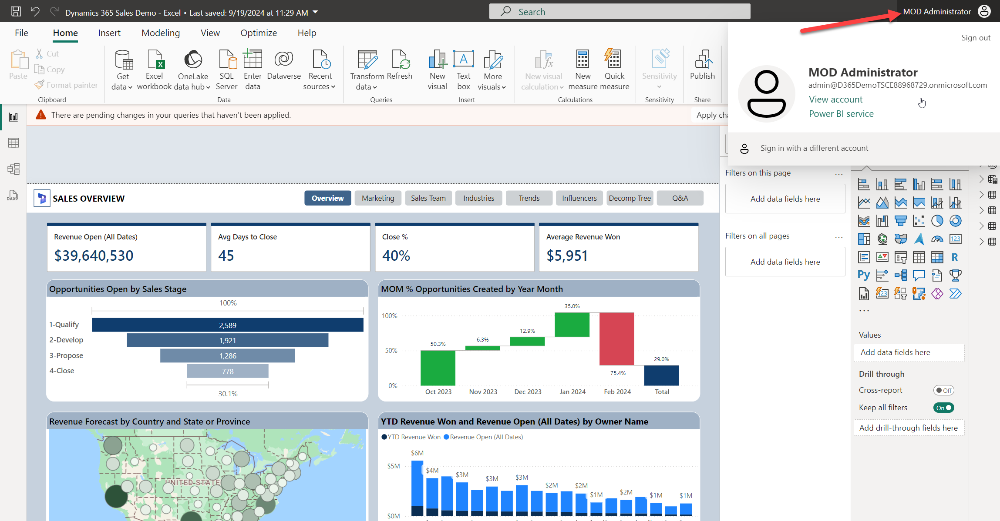 Dynamics 365 Sales Demo - Excel • Last saved: 9/19/2024 at 11:29 AM
Search
MOD Administrator
File Home Insert Modeling View Optimize Help
Sign out
Paste
Cut
Copy
Format painter
Clipboard
Get data
Excel workbook
OneLake data hub
SQL Server
Enter data
Dataverse
Recent sources
Data
Transform data
Refresh
Queries
New visual
Text box
More visuals
Insert
New visual calculation
New measure
Quick measure
Calculations
Sensitivity
Sensitivity
Publish
Share
MOD Administrator
admin@D365DemoTSCE88968729.onmicrosoft.com
View account
Power BI service
Sign in with a different account
There are pending changes in your queries that haven't been applied.
Apply cha
DAX
SALES OVERVIEW
Overview Marketing Sales Team Industries Trends Influencers Decomp Tree Q&A
Revenue Open (All Dates)
$39,640,530
Avg Days to Close
45
Close %
40%
Average Revenue Won
$5,951
Opportunities Open by Sales Stage
100%
1-Qualify 2,589
2-Develop 1,921
3-Propose 1,286
4-Close 778
30.1%
MOM % Opportunities Created by Year Month
100%
50%
0%
50.3%
6.3%
12.9%
35.0%
-75.4%
29.0%
Oct 2023 Nov 2023 Dec 2023 Jan 2024 Feb 2024 Total
Revenue Forecast by Country and State or Province
UNITED STATE
YTD Revenue Won and Revenue Open (All Dates) by Owner Name
YTD Revenue Won Revenue Open (All Dates)
$5M
$0M
$6M
$4M
$3M
$3M
$3M
$2M
$2M
$1M
$2M
$1M
$1M
Filters on this page ...
Add data fields here
Filters on all pages ...
Add data fields here
123
R
Py
123
...
Values
Add data fields here
Drill through
Cross-report Off
Keep all filters On
Add drill-through fields here